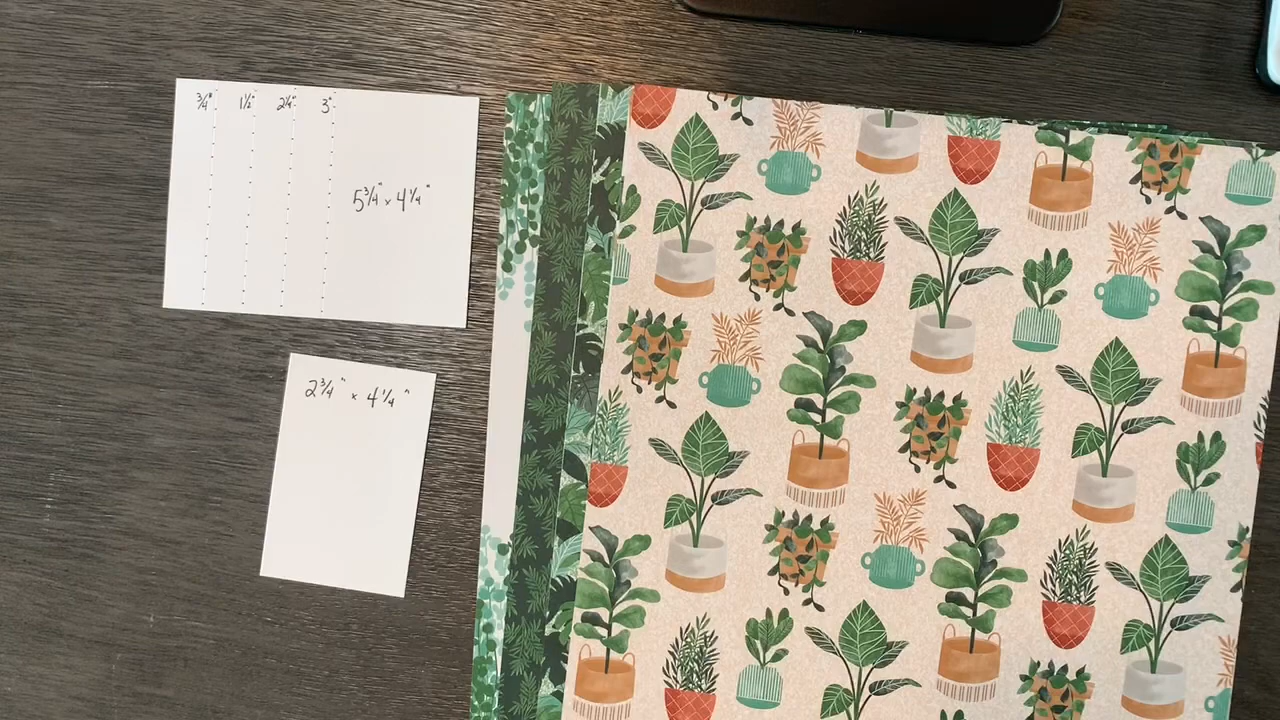 3/4" 1 1/2" 2 1/4" 3"
5 3/4" x 4 1/4"
2 3/4" x 4 1/4"